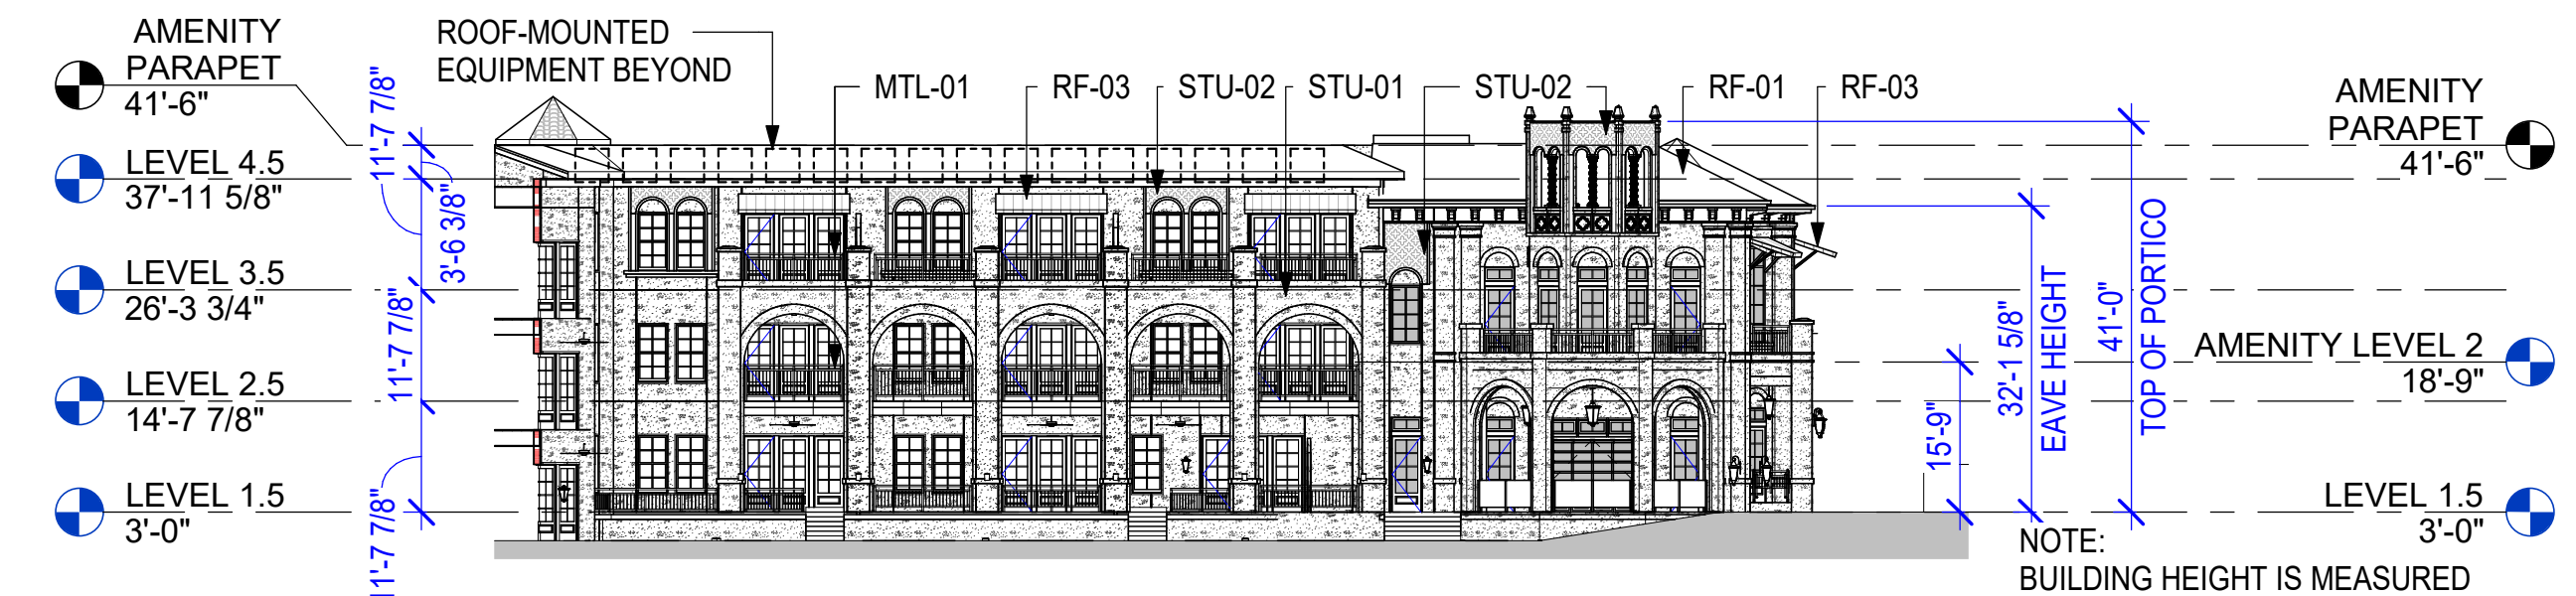 AMENITY
PARAPET
41'-6"
LEVEL 4.5
37'-11 5/8"
LEVEL 3.5
26'-3 3/4"
LEVEL 2.5
14'-7 7/8"
LEVEL 1.5
3'-0"
11'-7 7/8"
3'-6 3/8"
11'-7 7/8"
11'-7 7/8"
ROOF-MOUNTED
EQUIPMENT BEYOND
MTL-01
RF-03
STU-02
STU-01
STU-02
RF-01
RF-03
15'-9"
32'-1 5/8"
EAVE HEIGHT
41'-0"
TOP OF PORTICO
AMENITY
PARAPET
41'-6"
AMENITY LEVEL 2
18'-9"
LEVEL 1.5
3'-0"
NOTE:
BUILDING HEIGHT IS MEASURED